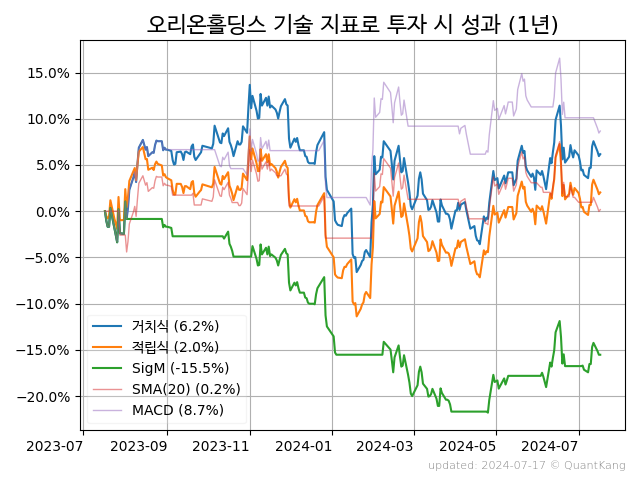 오리온홀딩스 기술 지표로 투자 시 성과 (1년)
15.0%
10.0%
5.0%
0.0%
−5.0%
−10.0%
−15.0%
−20.0%
거치식 (6.2%)
적립식 (2.0%)
SigM (-15.5%)
SMA(20) (0.2%)
MACD (8.7%)
2023-07 2023-09 2023-11 2024-01 2024-03 2024-05 2024-07
updated: 2024-07-17 © QuantKang